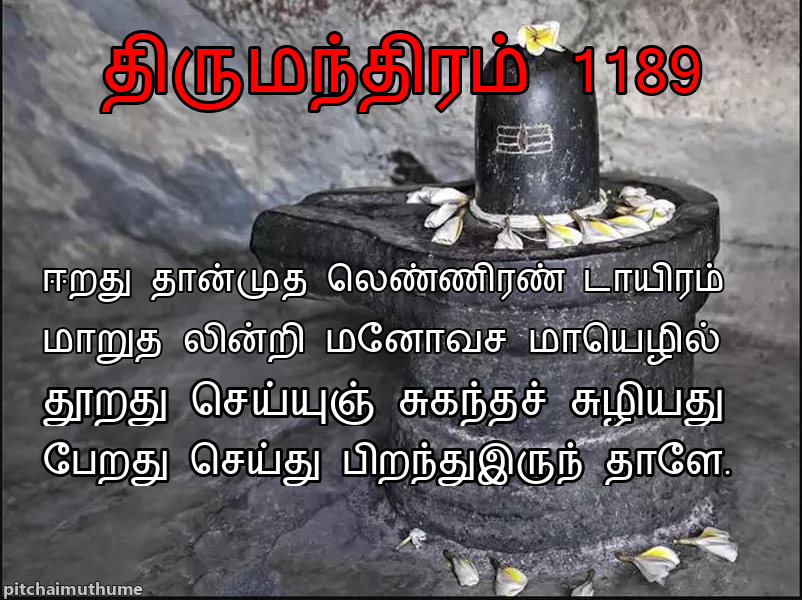 திருமந்திரம் 1189
ஈறது தான்முத லெண்ணிரண் டாயிரம்
மாறுத லின்றி மனோவச மாயெழில்
தூறது செய்யுஞ் சுகந்தச் சுழியது
பேறது செய்து பிறந்துஇருந் தாளே.
pitchaimuthume